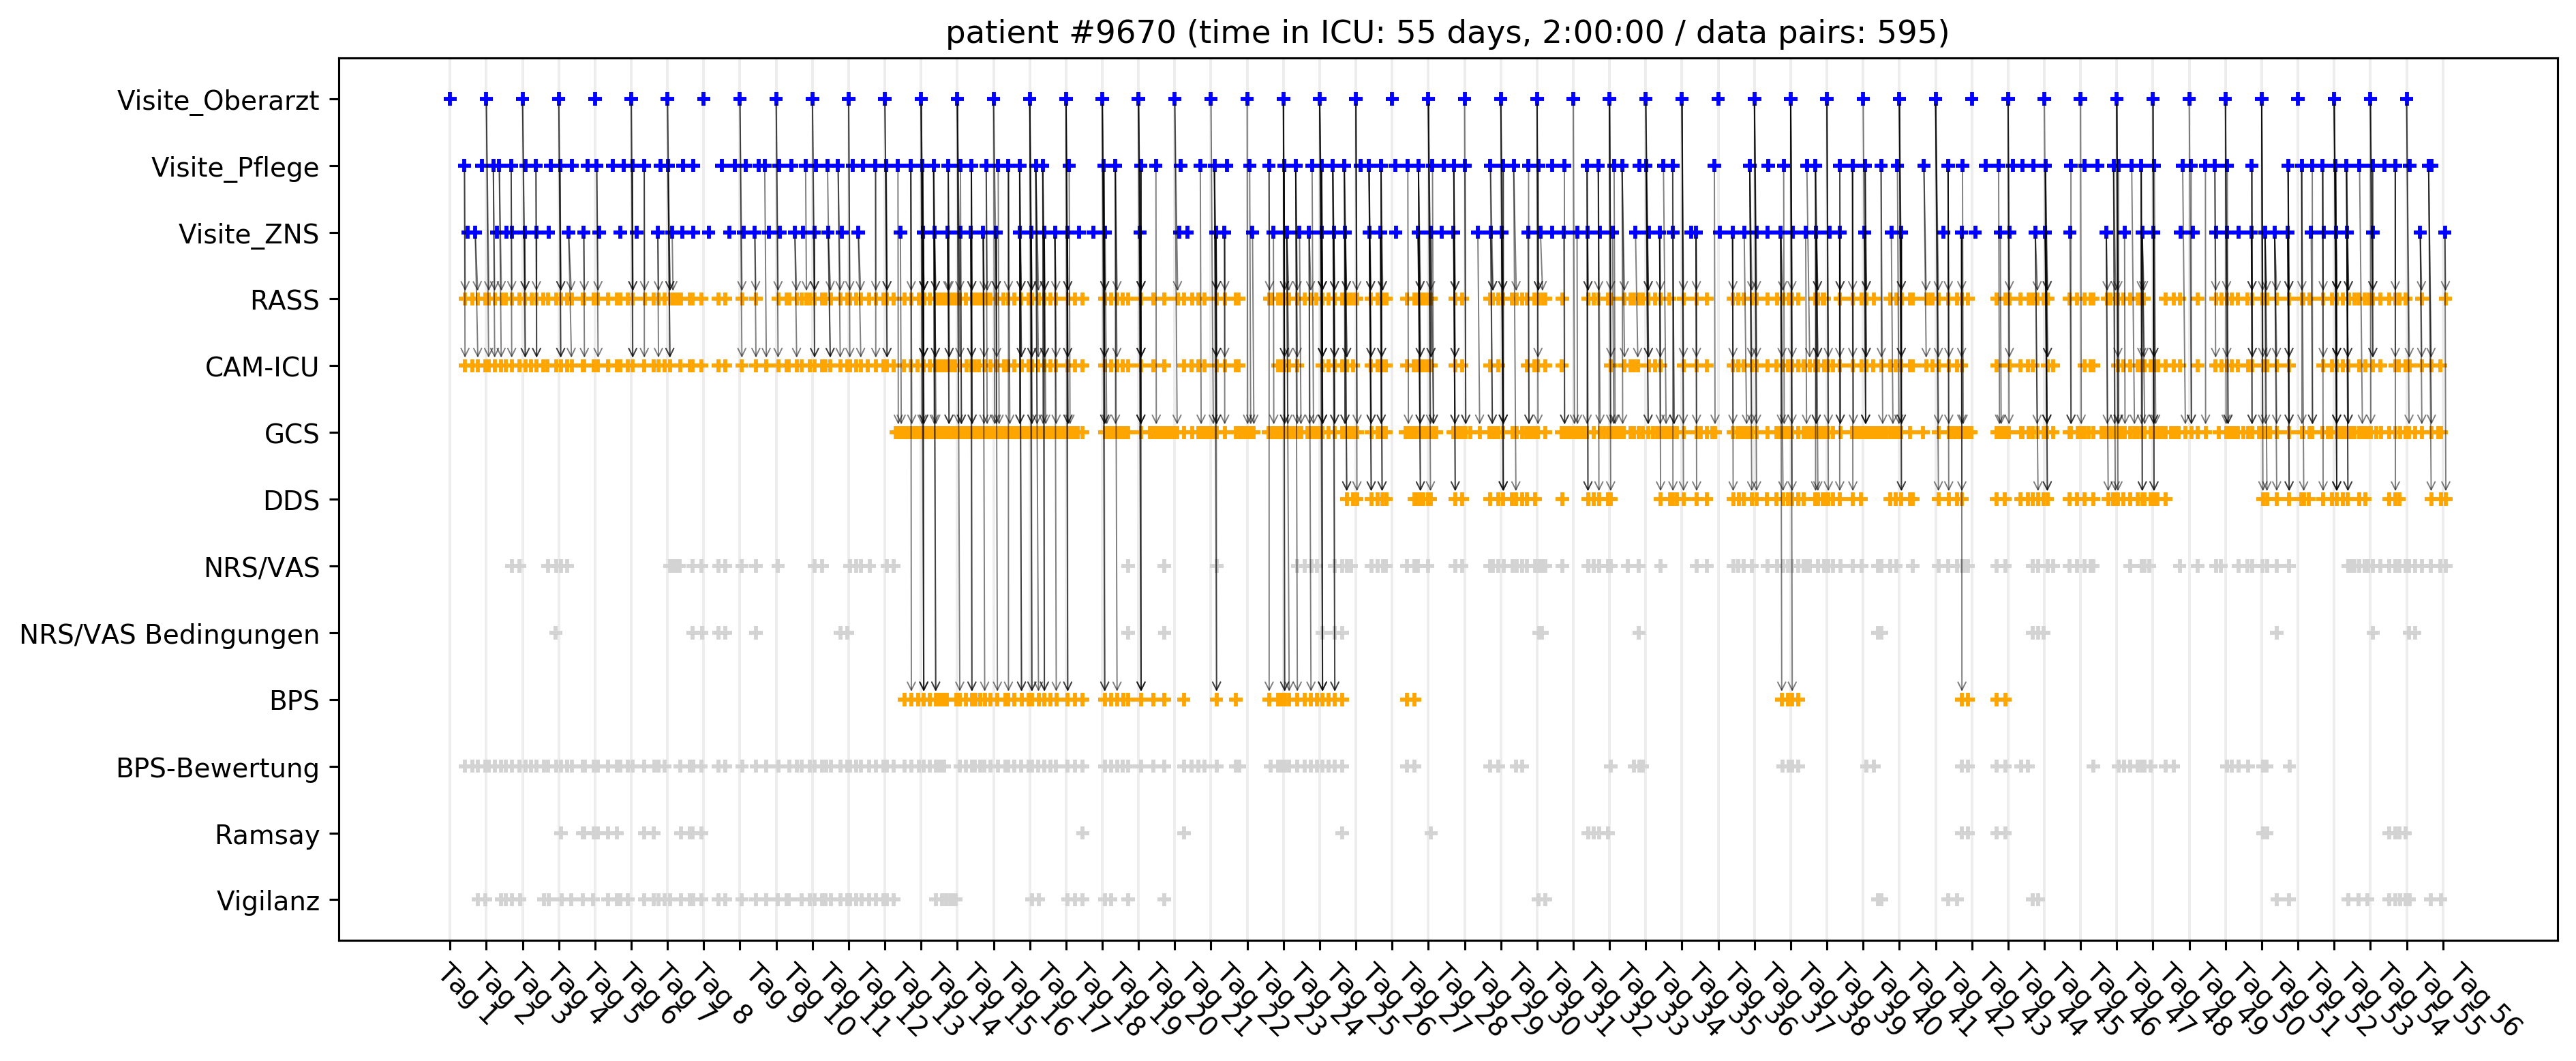 patient #9670 (time in ICU: 55 days, 2:00:00 / data pairs: 595)
Visite_Oberarzt
Visite_Pflege
Visite_ZNS
RASS
CAM-ICU
GCS
DDS
NRS/VAS
NRS/VAS Bedingungen
BPS
BPS-Bewertung
Ramsay
Vigilanz
Tag 1
Tag 2
Tag 3
Tag 4
Tag 5
Tag 6
Tag 7
Tag 8
Tag 9
Tag 10
Tag 11
Tag 12
Tag 13
Tag 14
Tag 15
Tag 16
Tag 17
Tag 18
Tag 19
Tag 20
Tag 21
Tag 22
Tag 23
Tag 24
Tag 25
Tag 26
Tag 27
Tag 28
Tag 29
Tag 30
Tag 31
Tag 32
Tag 33
Tag 34
Tag 35
Tag 36
Tag 37
Tag 38
Tag 39
Tag 40
Tag 41
Tag 42
Tag 43
Tag 44
Tag 45
Tag 46
Tag 47
Tag 48
Tag 49
Tag 50
Tag 51
Tag 52
Tag 53
Tag 54
Tag 55
Tag 56